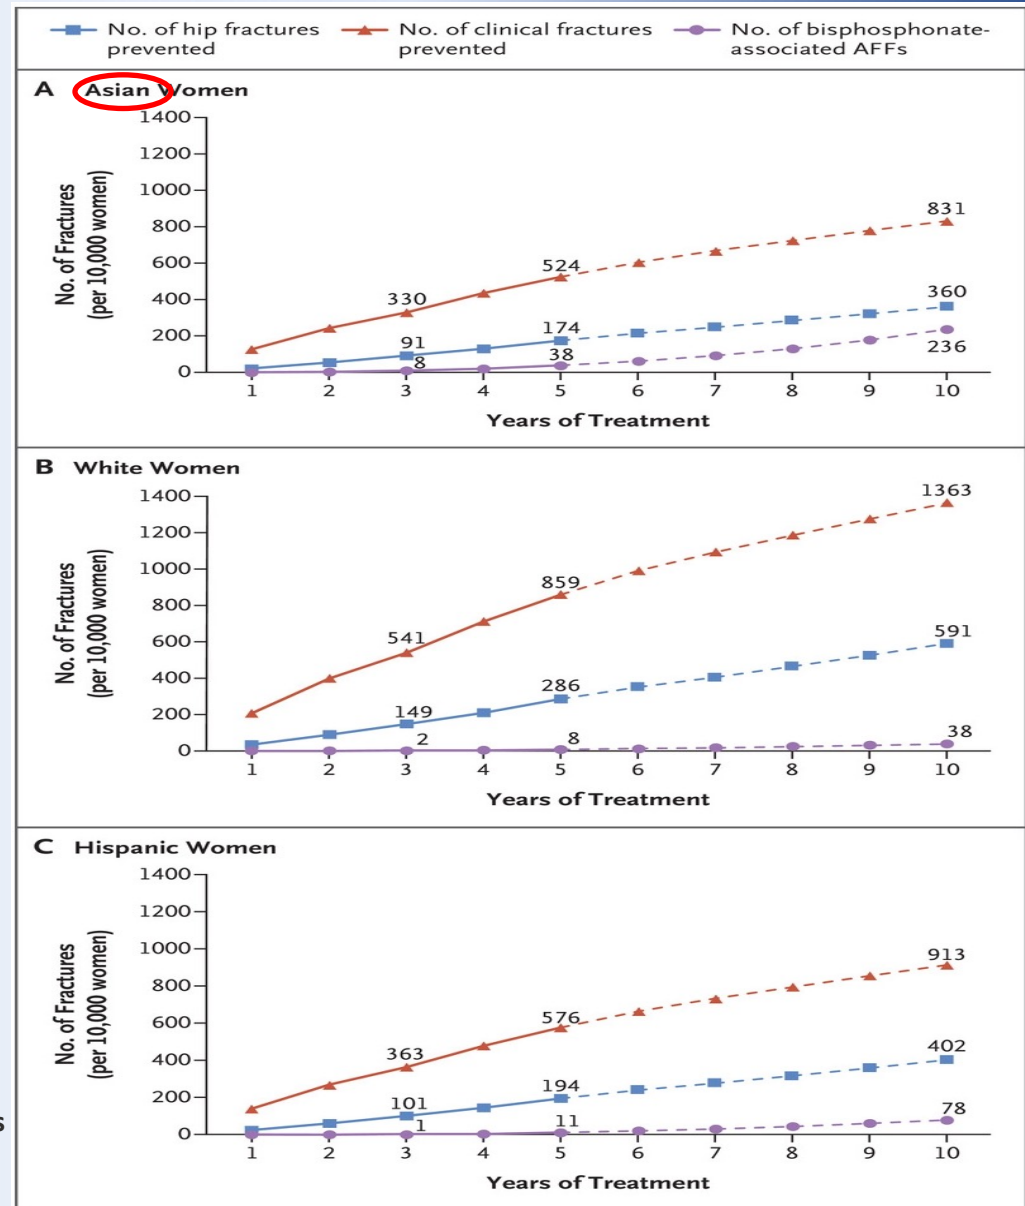 No. of hip fractures prevented
No. of clinical fractures prevented
No. of bisphosphonate-associated AFFs
A Asian Women
1400
1200
1000
800
600
400
200
0
No. of Fractures
(per 10,000 women)
330
524
831
91
174
360
8
38
236
1 2 3 4 5 6 7 8 9 10
Years of Treatment
B White Women
1400
1200
1000
800
600
400
200
0
No. of Fractures
(per 10,000 women)
541
859
1363
149
286
591
2
8
38
1 2 3 4 5 6 7 8 9 10
Years of Treatment
C Hispanic Women
1400
1200
1000
800
600
400
200
0
No. of Fractures
(per 10,000 women)
363
576
913
101
194
402
1
11
78
1 2 3 4 5 6 7 8 9 10
Years of Treatment
s